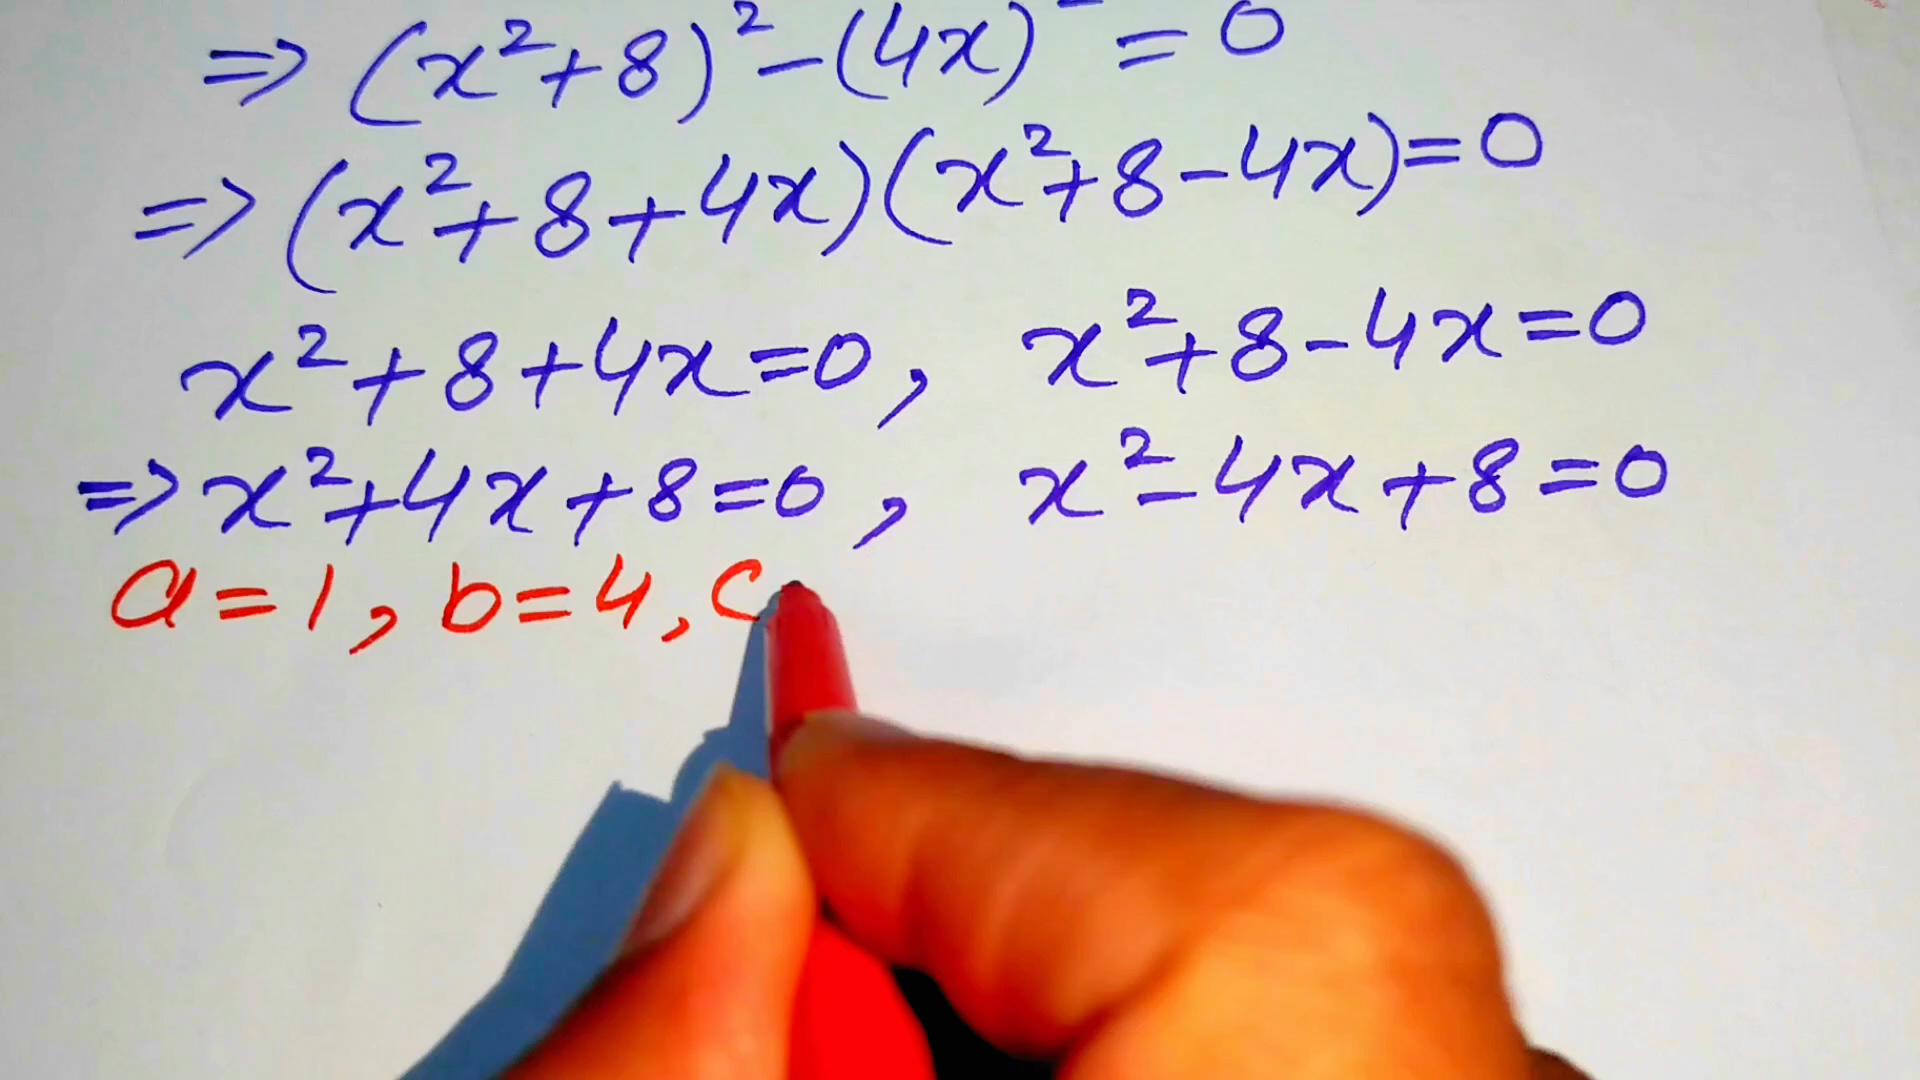 => (x²+8)²-(4x)² = 0
=> (x²+8+4x)(x²+8-4x)=0
x²+8+4x=0, x²+8-4x=0
=> x²+4x+8=0, x²-4x+8=0
a=1, b=4, c